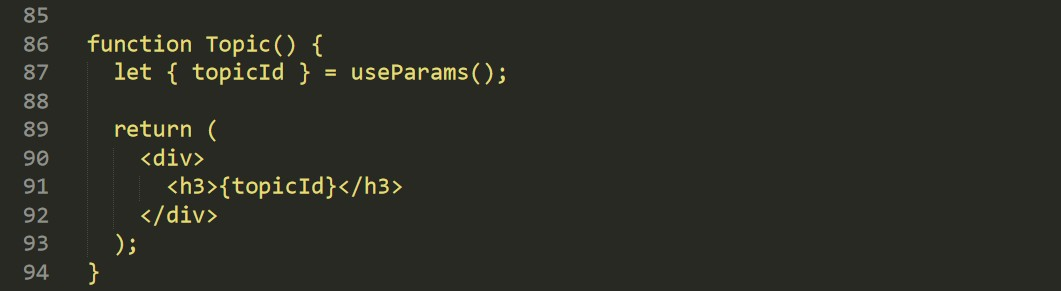 85
86 function Topic() {
87 let { topicId } = useParams();
88
89 return (
90 <div>
91 <h3>{topicId}</h3>
92 </div>
93 );
94 }